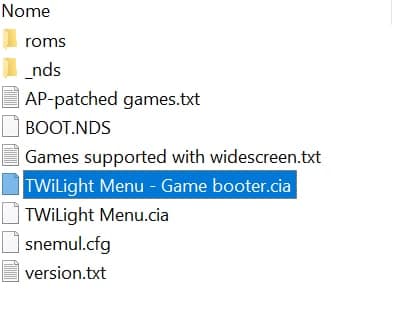 Nome
roms
_nds
AP-patched games.txt
BOOT.NDS
Games supported with widescreen.txt
TWiLight Menu - Game booter.cia
TWiLight Menu.cia
snemul.cfg
version.txt